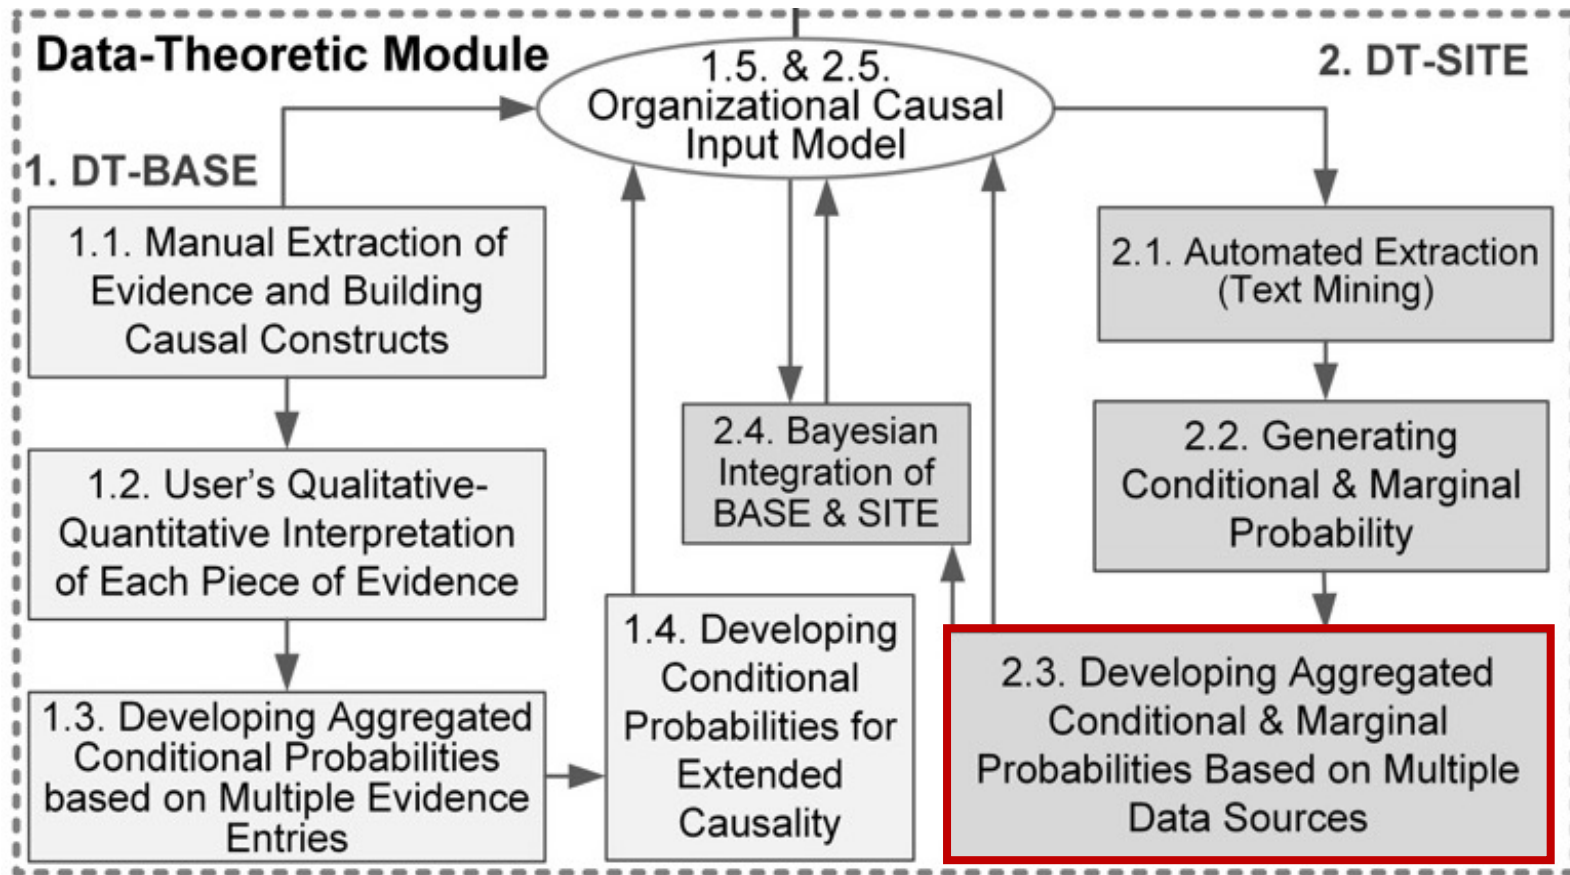 Data-Theoretic Module
1.5. & 2.5.
Organizational Causal
Input Model
2. DT-SITE
1. DT-BASE
1.1. Manual Extraction of
Evidence and Building
Causal Constructs
1.2. User’s Qualitative-
Quantitative Interpretation
of Each Piece of Evidence
1.3. Developing Aggregated
Conditional Probabilities
based on Multiple Evidence
Entries
1.4. Developing
Conditional
Probabilities for
Extended
Causality
2.4. Bayesian
Integration of
BASE & SITE
2.1. Automated Extraction
(Text Mining)
2.2. Generating
Conditional & Marginal
Probability
2.3. Developing Aggregated
Conditional & Marginal
Probabilities Based on Multiple
Data Sources